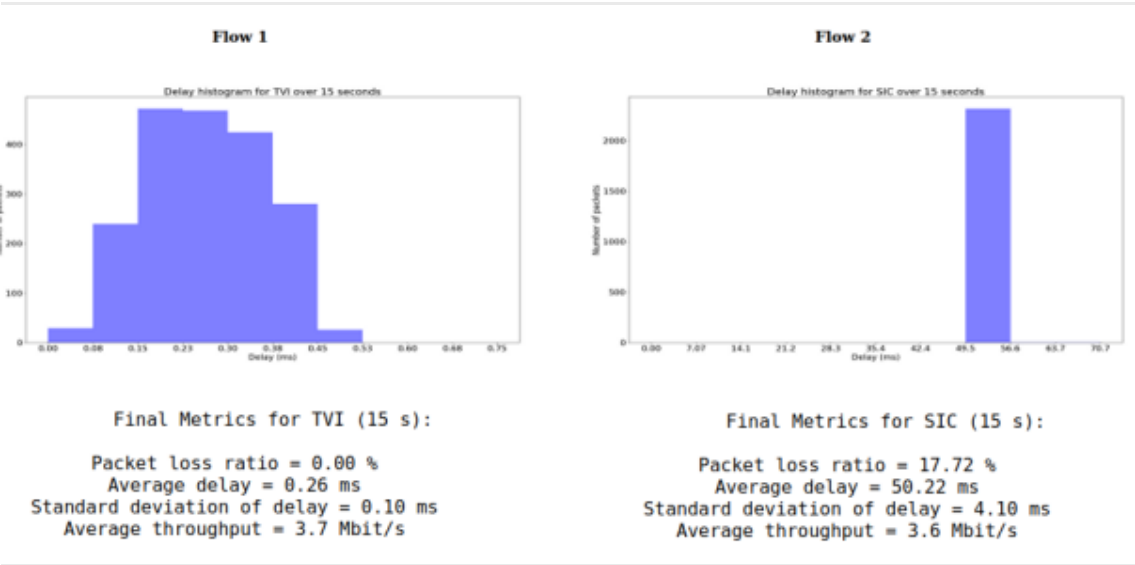 Flow 1
Delay histogram for TVI over 15 seconds
400
300
200
100
0
0.00 0.08 0.15 0.23 0.30 0.38 0.45 0.53 0.60 0.68 0.75
Delay (ms)
Final Metrics for TVI (15 s):
Packet loss ratio = 0.00 %
Average delay = 0.26 ms
Standard deviation of delay = 0.10 ms
Average throughput = 3.7 Mbit/s
Flow 2
Delay histogram for SIC over 15 seconds
Number of packets
2000
1500
1000
500
0
0.00 7.07 14.1 21.2 28.3 35.4 42.4 49.5 56.6 63.7 70.7
Delay (ms)
Final Metrics for SIC (15 s):
Packet loss ratio = 17.72 %
Average delay = 50.22 ms
Standard deviation of delay = 4.10 ms
Average throughput = 3.6 Mbit/s